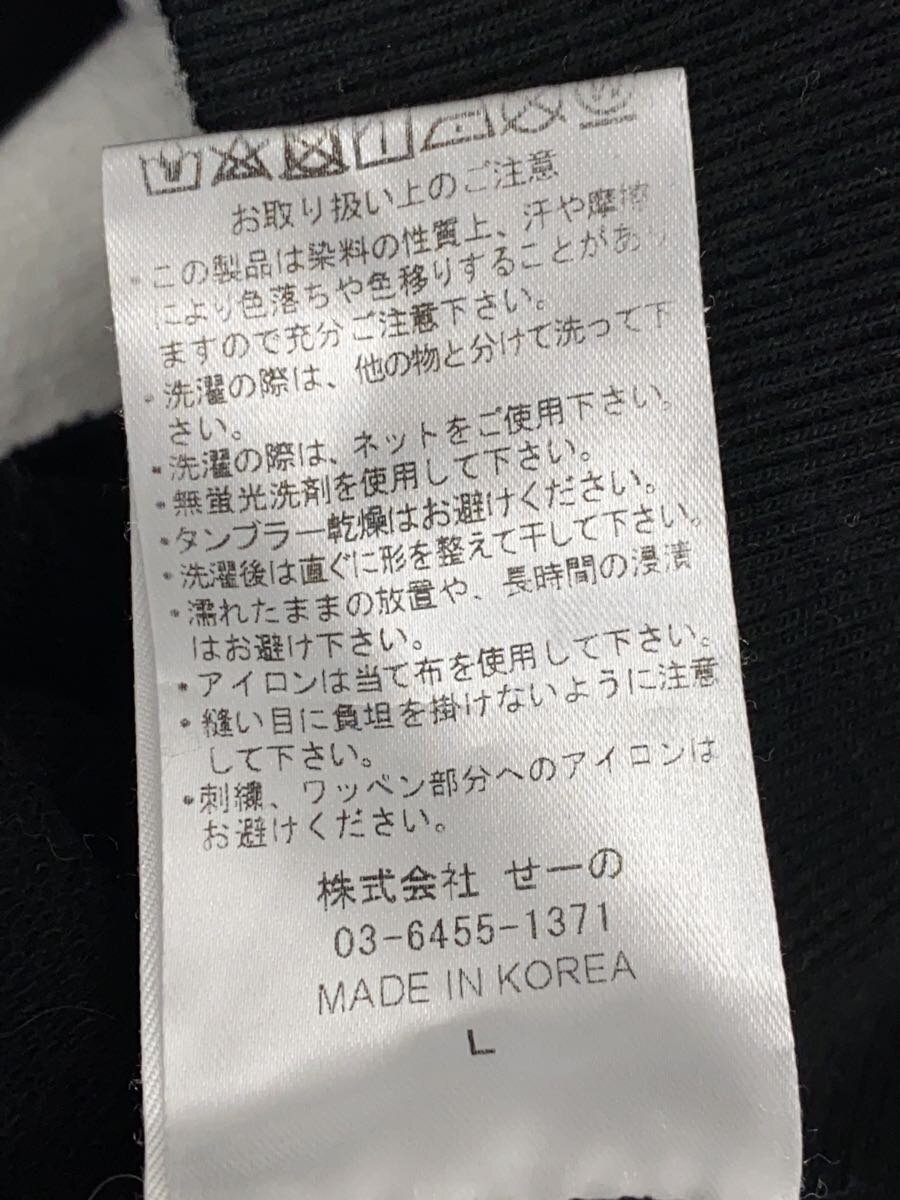 お取り扱い上のご注意
・この製品は染料の性質上、汗や摩擦
により色落ちや色移りすることがあり
ますので充分ご注意下さい。
・洗濯の際は、他の物と分けて洗って下
さい。
・洗濯の際は、ネットをご使用下さい。
・無蛍光洗剤を使用して下さい。
・タンブラー乾燥はお避けください。
・洗濯後は直ぐに形を整えて干して下さい。
・濡れたままの放置や、長時間の浸漬
はお避け下さい。
・アイロンは当て布を使用して下さい。
・縫い目に負担を掛けないように注意
して下さい。
・刺繍、ワッペン部分へのアイロンは
お避けください。
株式会社 せーの
03-6455-1371
MADE IN KOREA
L